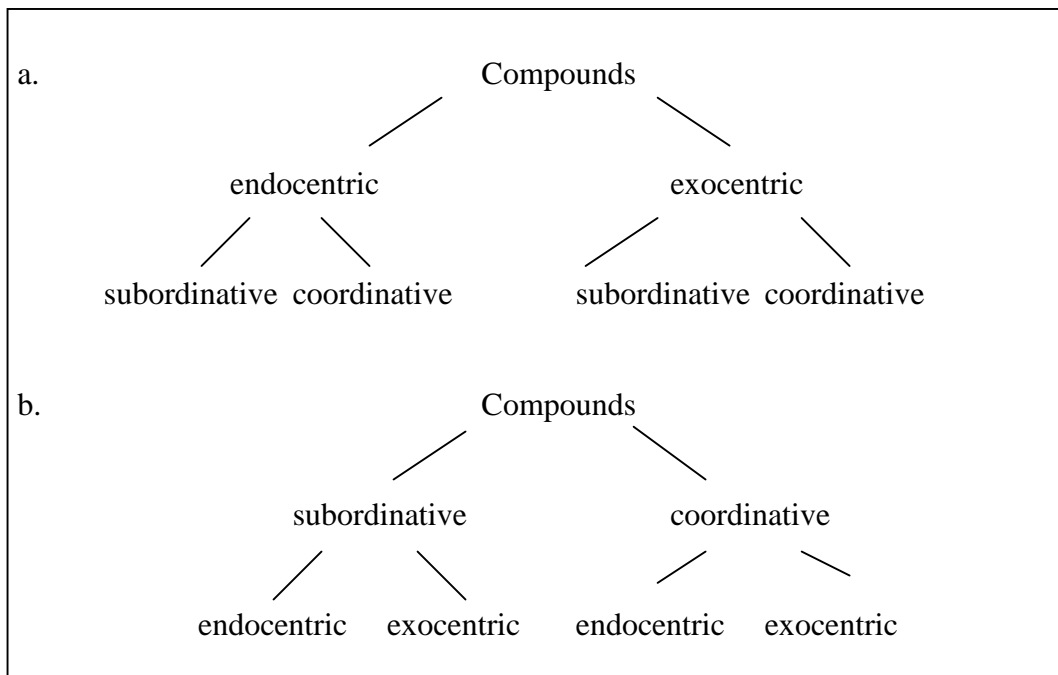 a. Compounds
endocentric exocentric
subordinative coordinative subordinative coordinative
b. Compounds
subordinative coordinative
endocentric exocentric endocentric exocentric